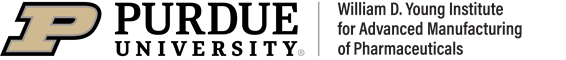 P PURDUE
UNIVERSITY®
William D. Young Institute
for Advanced Manufacturing
of Pharmaceuticals